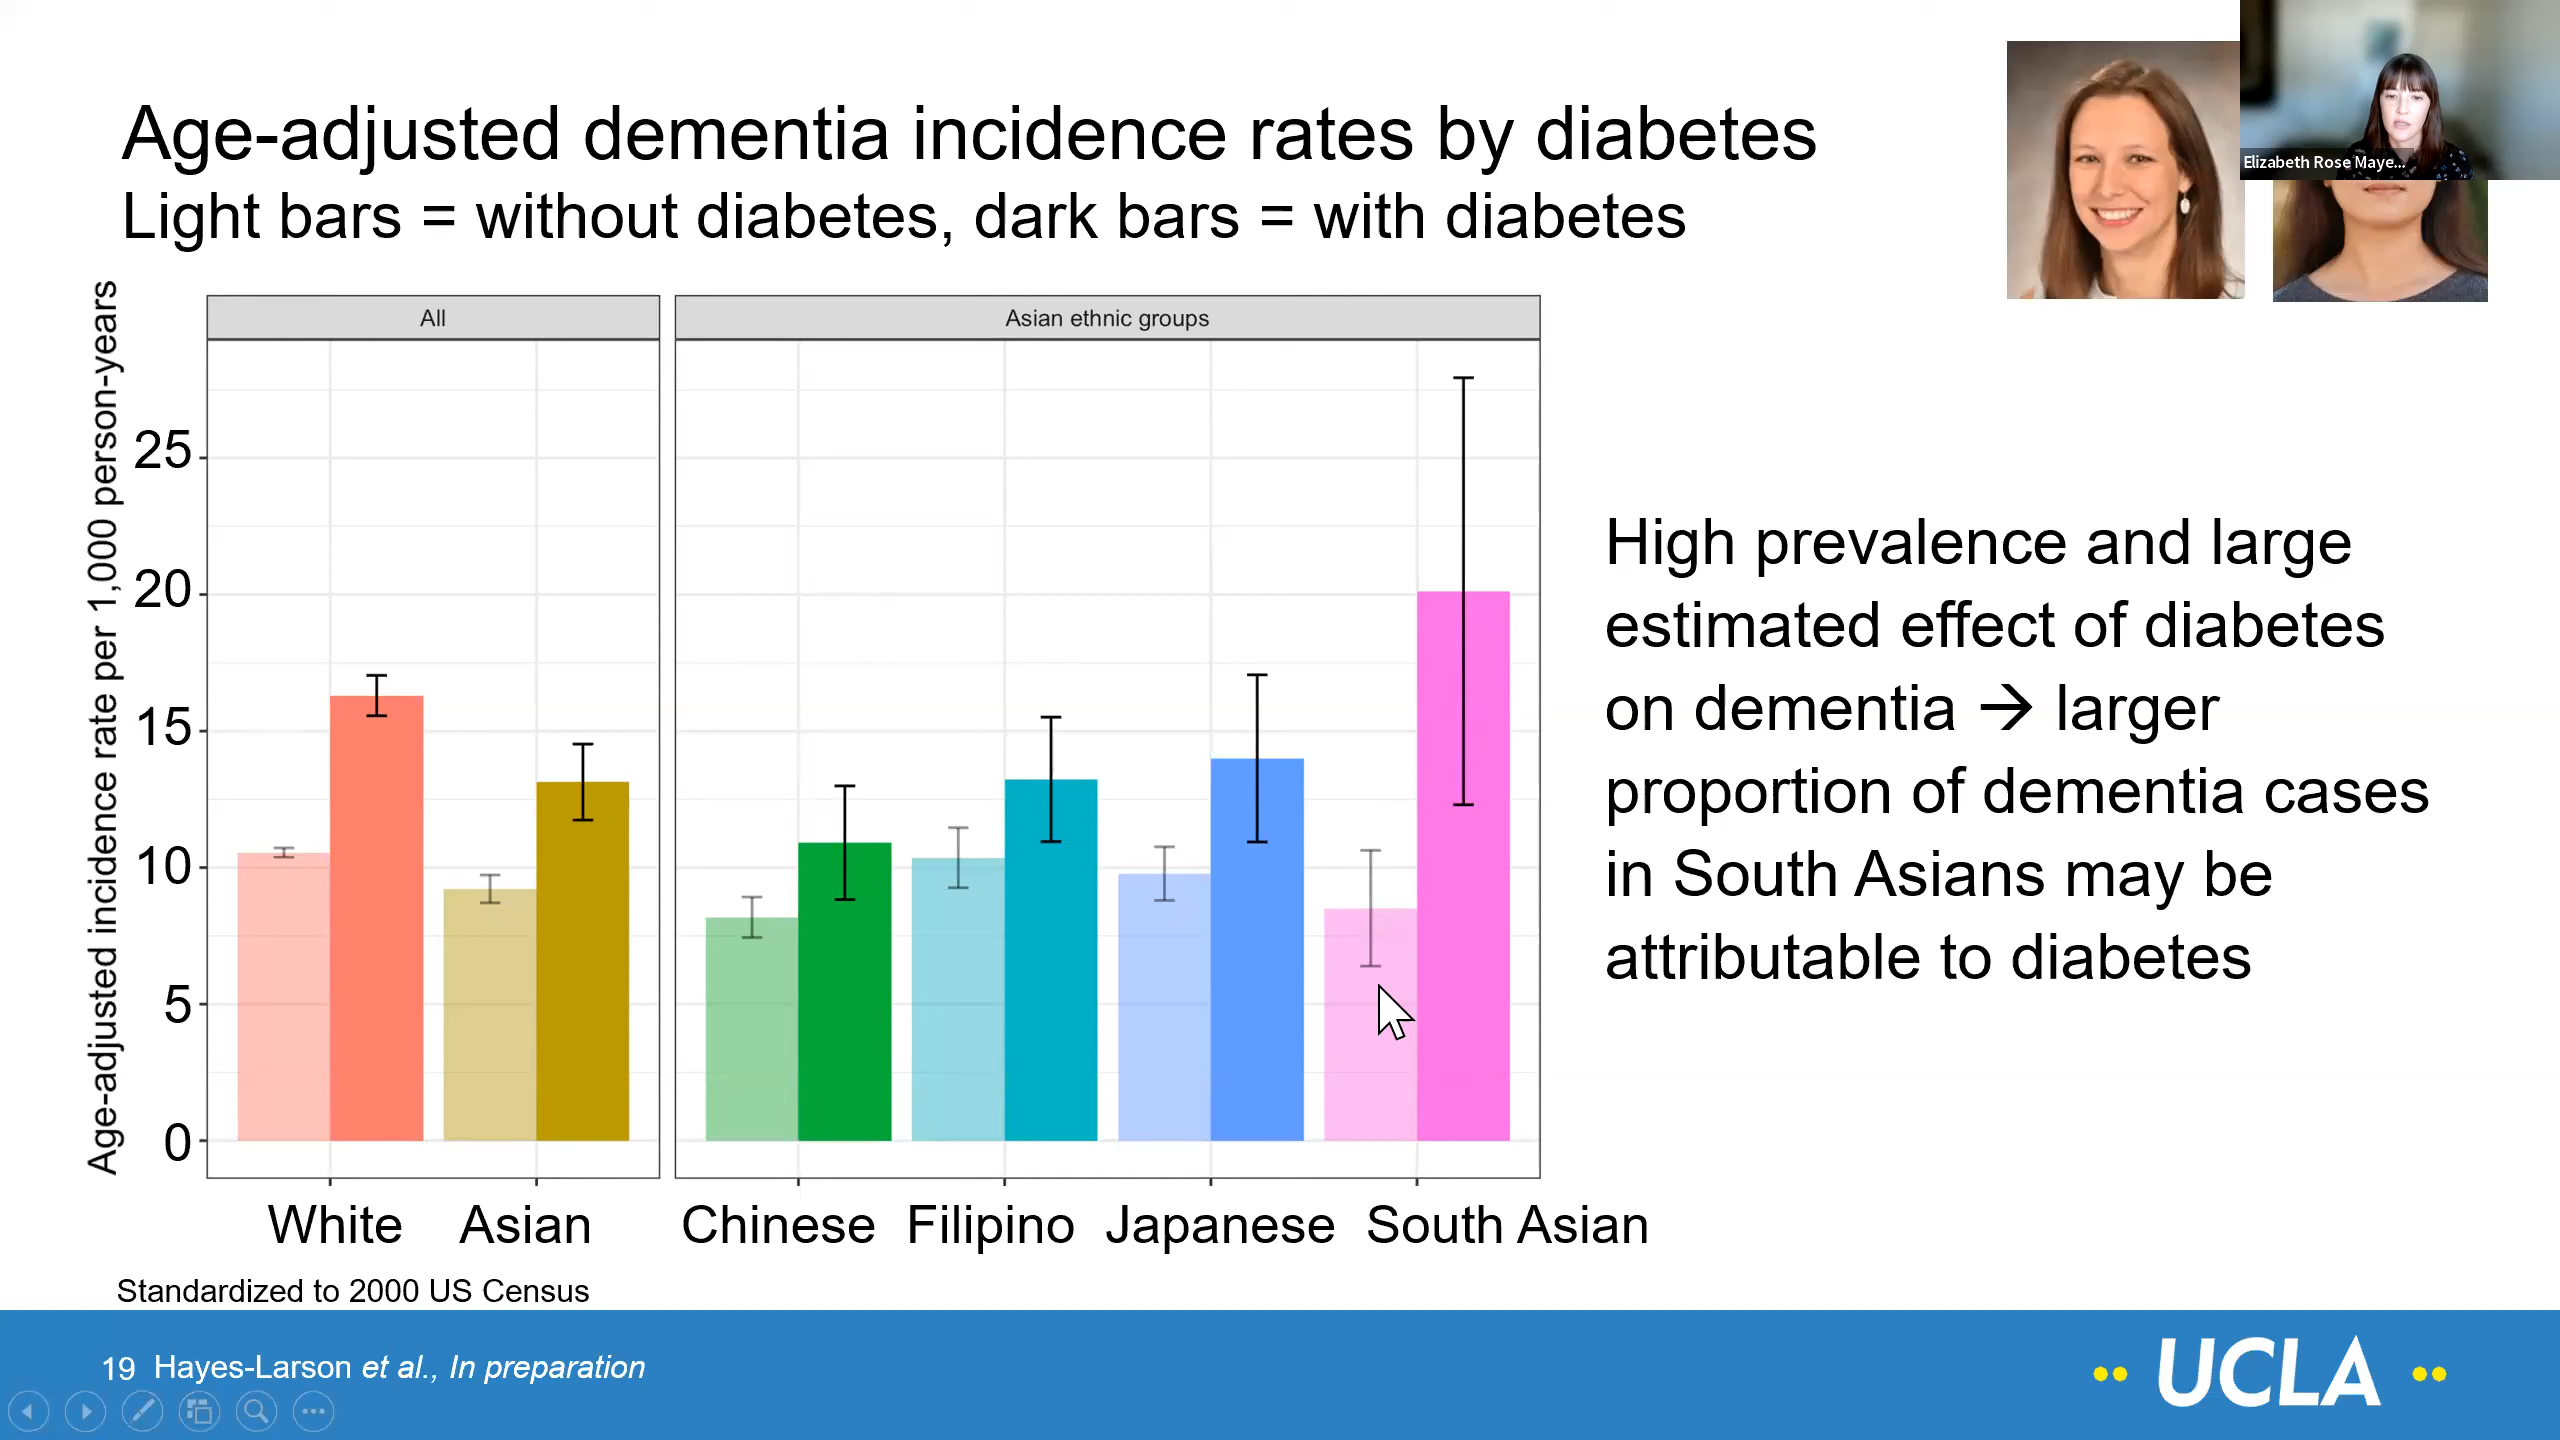 Age-adjusted dementia incidence rates by diabetes
Light bars = without diabetes, dark bars = with diabetes
Elizabeth Rose Maye...
Age-adjusted incidence rate per 1,000 person-years
All
Asian ethnic groups
25
20
15
10
5
0
White Asian Chinese Filipino Japanese South Asian
High prevalence and large
estimated effect of diabetes
on dementia → larger
proportion of dementia cases
in South Asians may be
attributable to diabetes
Standardized to 2000 US Census
19 Hayes-Larson et al., In preparation
UCLA